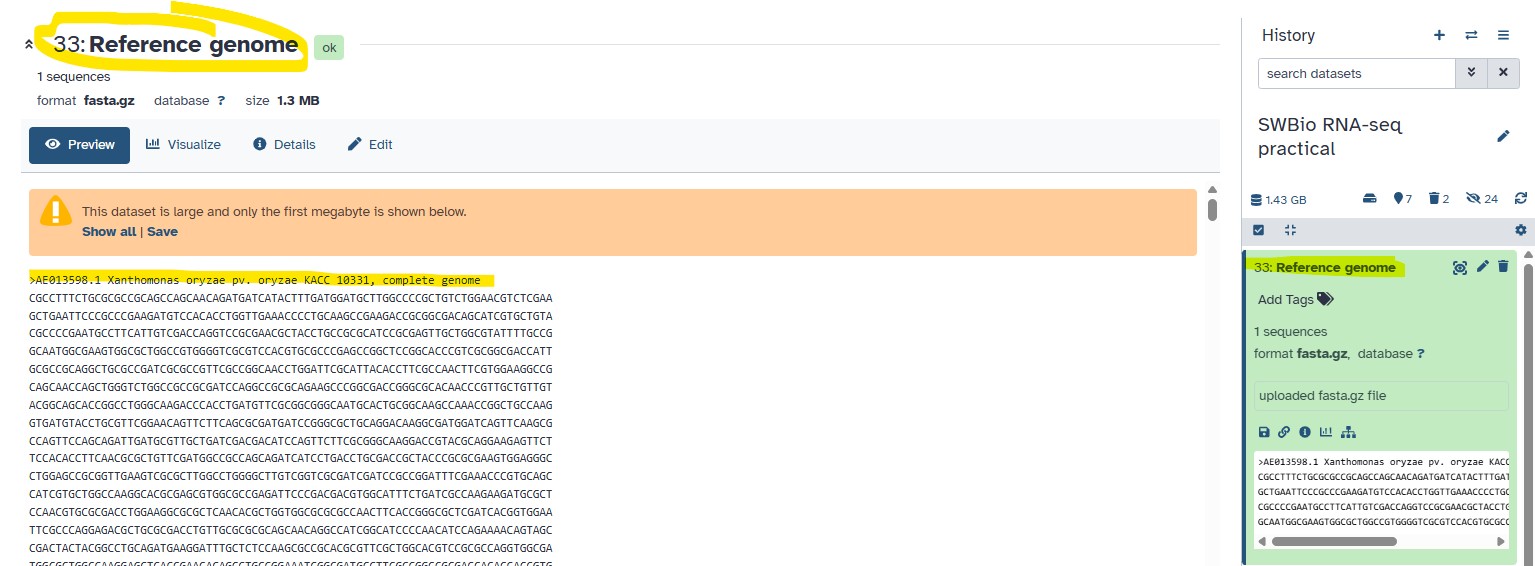 33: Reference genome ok
1 sequences
format fasta.gz database ? size 1.3 MB
Preview Visualize Details Edit
This dataset is large and only the first megabyte is shown below.
Show all | Save
>AE013598.1 Xanthomonas oryzae pv. oryzae KACC 10331, complete genome
CGCCTTTCTGCGCGCCGCAGCCAGCAACAGATGATCATACTTTGATGGATGCTTGGCCCCGCTGTCTGGAACGTCTCGAA
GCTGAATTCCCGCCCGAAGATGTCCACACCTGGTTGAAACCCCTGCAAGCCGAAGACCGCGGCGACAGCATCGTGCTGTA
CGCCCCGAATGCCTTCATTGTCGACCAGGTCCGCGAACGCTACCTGCCGCGCATCCGCGAGTTGCTGGCGTATTTTGCCG
GCAATGGCGAAGTGGCGCTGGCCGTGGGGTCGCGTCCACGTGCGCCCGAGCCGGCTCCGGCACCCGTCGCGGCGACCATT
GCGCCGCAGGCTGCGCCGATCGCGCCGTTCGCCGGCAACCTGGATTCGCATTACACCTTCGCCAACTTCGTGGAAGGCCG
CAGCAACCAGCTGGGTCTGGCCGCCGCGATCCAGGCCGCGCAGAAGCCCGGCGACCGGGCGCACAACCCGTTGCTGTTGT
ACGGCAGCACCGGCCTGGGCAAGACCCACCTGATGTTCGCGGCGGGCAATGCACTGCGGCAAGCCAAACCGGCTGCCAAG
GTGATGTACCTGCGTTCGGAACAGTTCTTCAGCGCGATGATCCGGGCGCTGCAGGACAAGGCGATGGATCAGTTCAAGCG
CCAGTTCCAGCAGATTGATGCGTTGCTGATCGACGACATCCAGTTCTTCGCGGGCAAGGACCGTACGCAGGAAGAGTTCT
TCCACACCTTCAACGCGCTGTTCGATGGCCGCCAGCAGATCATCCTGACCTGCGACCGCTACCCGCGCGAAGTGGAGGGC
CTGGAGCCGCGGTTGAAGTCGCGCTTGGCCTGGGGCTTGTCGGTCGCGATCGATCCGCCGGATTTCGAAACCCGTGCAGC
CATCGTGCTGGCCAAGGCACGCGAGCGTGGCGCCGAGATTCCCGACGACGTGGCATTTCTGATCGCCAAGAAGATGCGCT
CCAACGTGCGCGACCTGGAAGGCGCGCTCAACACGCTGGTGGCGCGCGCCAACTTCACCGGGCGCTCGATCACGGTGGAA
TTCGCCCAGGAGACGCTGCGCGACCTGTTGCGCGCGCAGCAACAGGCCATCGGCATCCCCAACATCCAGAAAACAGTAGC
CGACTACTACGGCCTGCAGATGAAGGATTTGCTCTCCAAGCGCCGCACGCGTTCGCTGGCACGTCCGCGCCAGGTGGCGA
History
search datasets
SWBio RNA-seq
practical
1.43 GB 7 2 24
33: Reference genome
Add Tags
1 sequences
format fasta.gz, database ?
uploaded fasta.gz file
>AE013598.1 Xanthomonas oryzae pv. oryzae KACC
CGCCTTTCTGCGCGCCGCAGCCAGCAACAGATGATCATACTTTGAT
GCTGAATTCCCGCCCGAAGATGTCCACACCTGGTTGAAACCCCTGC
CGCCCCGAATGCCTTCATTGTCGACCAGGTCCGCGAACGCTACCTG
GCAATGGCGAAGTGGCGCTGGCCGTGGGGTCGCGTCCACGTGCGCC